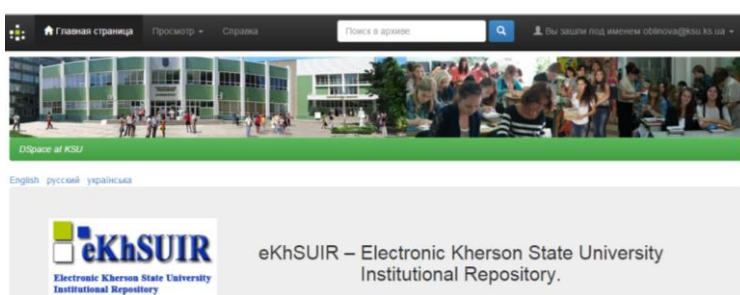 Главная страница Просмотр Справка Поиск в архиве Вы зашли под именем oblinova@ksu.ks.ua
DSpace at KSU
English русский українська
eKhSUIR
Electronic Kherson State University
Institutional Repository
eKhSUIR – Electronic Kherson State University
Institutional Repository.